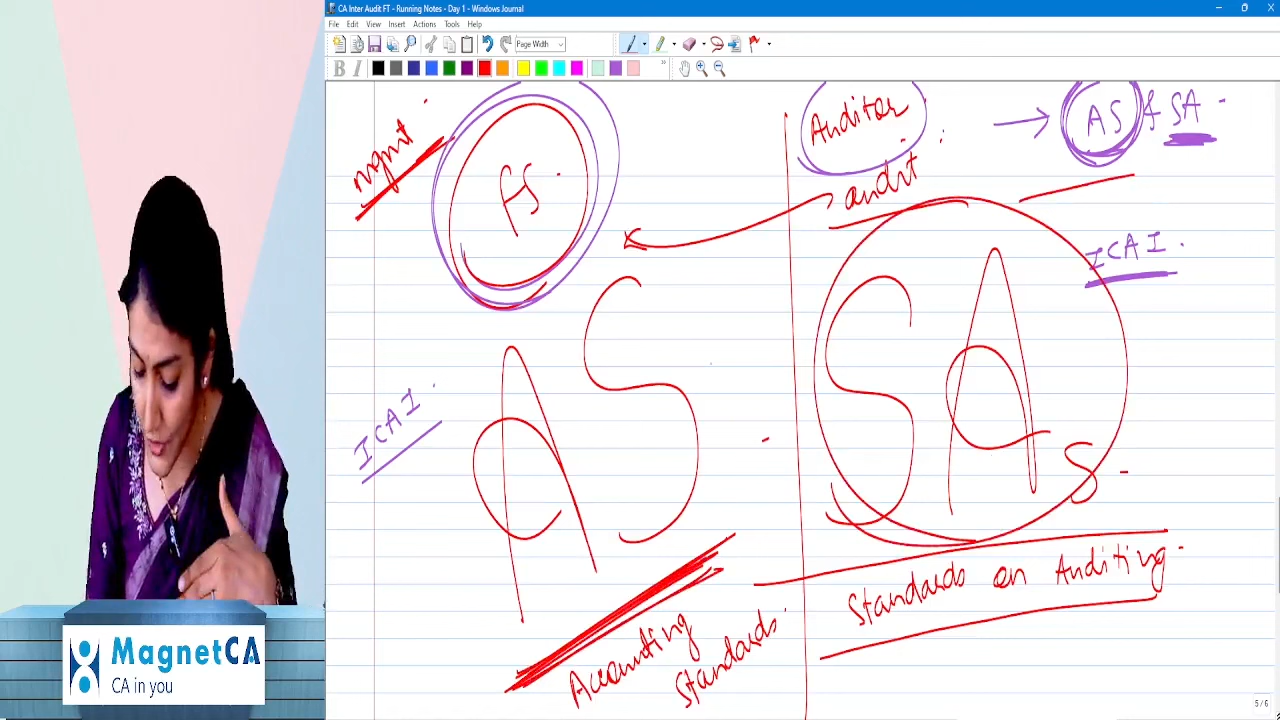 CA Inter Audit FT - Running Notes - Day 1 - Windows Journal
File Edit View Insert Actions Tools Help
Page Width
B I
mgmt
FS
Auditor
audit
AS & SA
ICAI
ICAI
AS
SAs
Accounting
Standards
Standards on Auditing
MagnetCA
CA in you
5 / 6